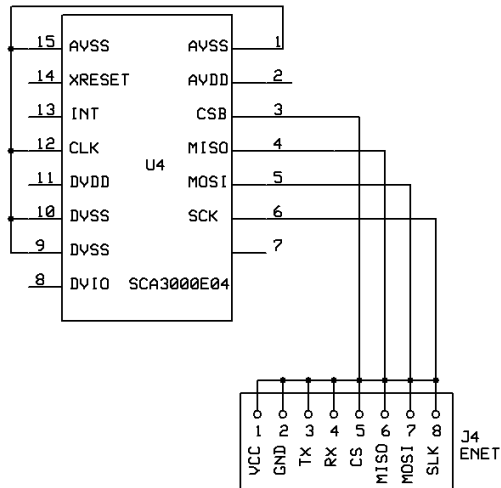 15 AVSS AVSS 1
14 XRESET AVDD 2
13 INT CSB 3
12 CLK MISO 4
U4
11 DVDD MOSI 5
10 DVSS SCK 6
9 DVSS 7
8 DVIO SCA3000E04
1 2 3 4 5 6 7 8 J4
VCC GND TX RX CS MISO MOSI SLK ENET